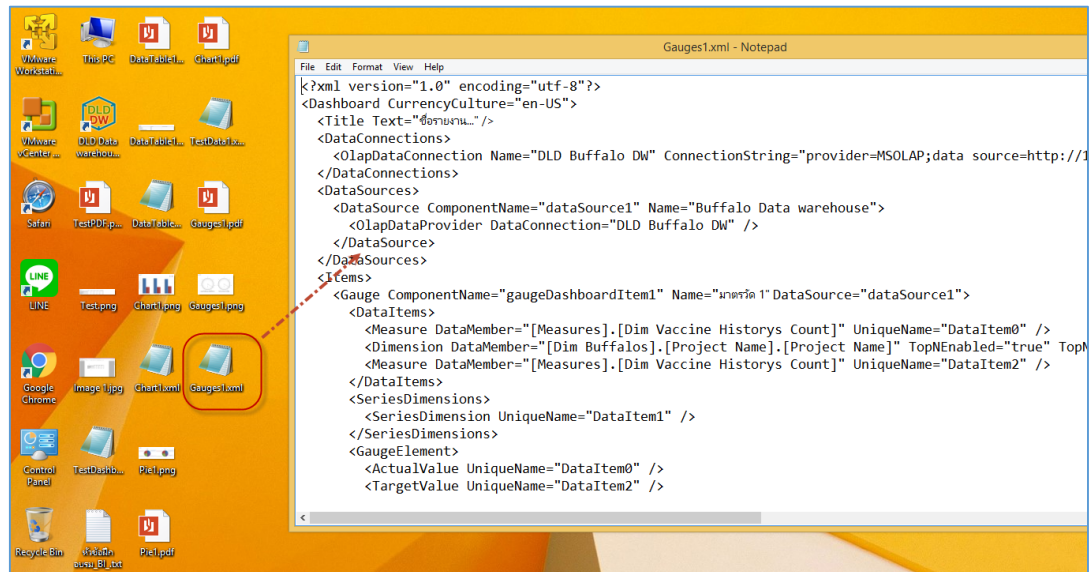 VMware Workstati...
This PC
DataTable1...
Chart1.pdf
VMware vCenter ...
DLD Data warehou...
DataTable1...
TestData1.x...
Safari
TestPDF.p...
DataTable...
Gauges1.pdf
LINE
Test.png
Chart1.png
Gauges1.png
Google Chrome
Image 1.jpg
Chart1.xml
Gauges1.xml
Control Panel
TestDashb...
Pie1.png
Recycle Bin
Pie1.pdf
DLD
DW
LINE
Gauges1.xml - Notepad
File Edit Format View Help
<?xml version="1.0" encoding="utf-8"?>
<Dashboard CurrencyCulture="en-US">
<Title Text="ชื่อรายงาน..." />
<DataConnections>
<OlapDataConnection Name="DLD Buffalo DW" ConnectionString="provider=MSOLAP;data source=http://1
</DataConnections>
<DataSources>
<DataSource ComponentName="dataSource1" Name="Buffalo Data warehouse">
<OlapDataProvider DataConnection="DLD Buffalo DW" />
</DataSource>
</DataSources>
<Items>
<Gauge ComponentName="gaugeDashboardItem1" Name="มาตรวัด 1" DataSource="dataSource1">
<DataItems>
<Measure DataMember="[Measures].[Dim Vaccine Historys Count]" UniqueName="DataItem0" />
<Dimension DataMember="[Dim Buffalos].[Project Name].[Project Name]" TopNEnabled="true" TopN
<Measure DataMember="[Measures].[Dim Vaccine Historys Count]" UniqueName="DataItem2" />
</DataItems>
<SeriesDimensions>
<SeriesDimension UniqueName="DataItem1" />
</SeriesDimensions>
<GaugeElement>
<ActualValue UniqueName="DataItem0" />
<TargetValue UniqueName="DataItem2" />